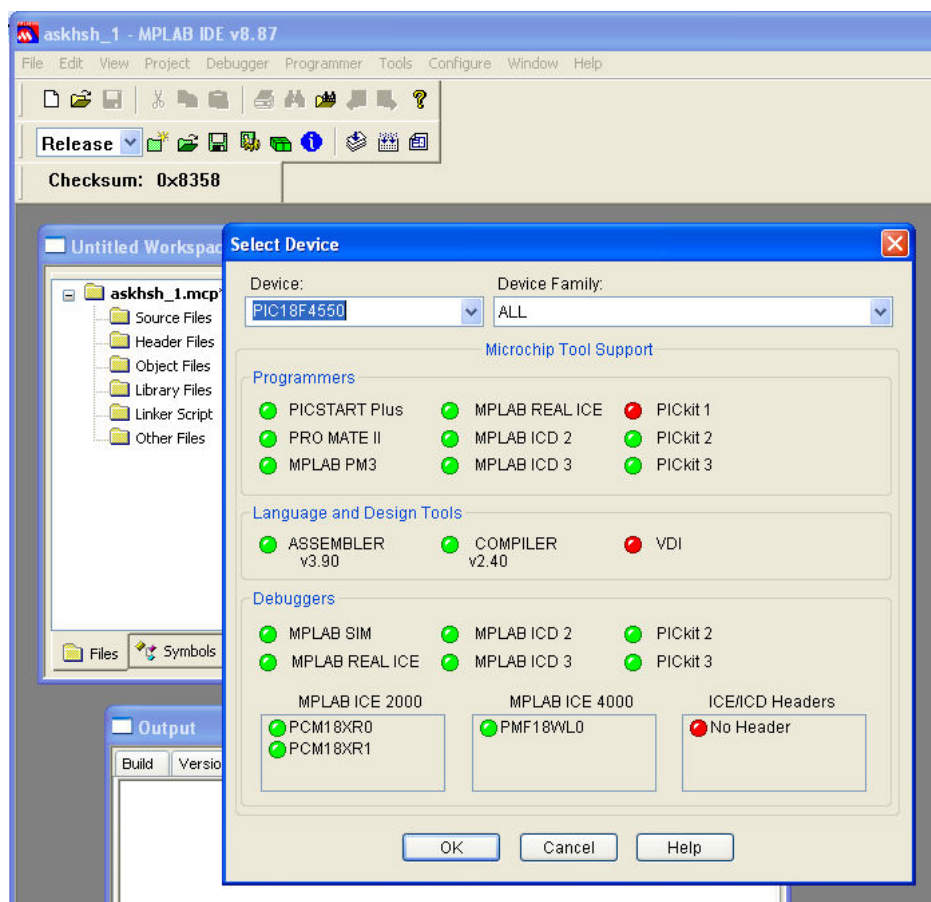 askhsh_1 - MPLAB IDE v8.87
File Edit View Project Debugger Programmer Tools Configure Window Help
Release
Checksum: 0x8358
Untitled Workspac
askhsh_1.mcp*
Source Files
Header Files
Object Files
Library Files
Linker Script
Other Files
Files Symbols
Output
Build Versio
Select Device
Device: Device Family:
PIC18F4550 ALL
Microchip Tool Support
Programmers
PICSTART Plus MPLAB REAL ICE PICkit 1
PRO MATE II MPLAB ICD 2 PICkit 2
MPLAB PM3 MPLAB ICD 3 PICkit 3
Language and Design Tools
ASSEMBLER COMPILER VDI
v3.90 v2.40
Debuggers
MPLAB SIM MPLAB ICD 2 PICkit 2
MPLAB REAL ICE MPLAB ICD 3 PICkit 3
MPLAB ICE 2000 MPLAB ICE 4000 ICE/ICD Headers
PCM18XR0 PMF18WL0 No Header
PCM18XR1
OK Cancel Help